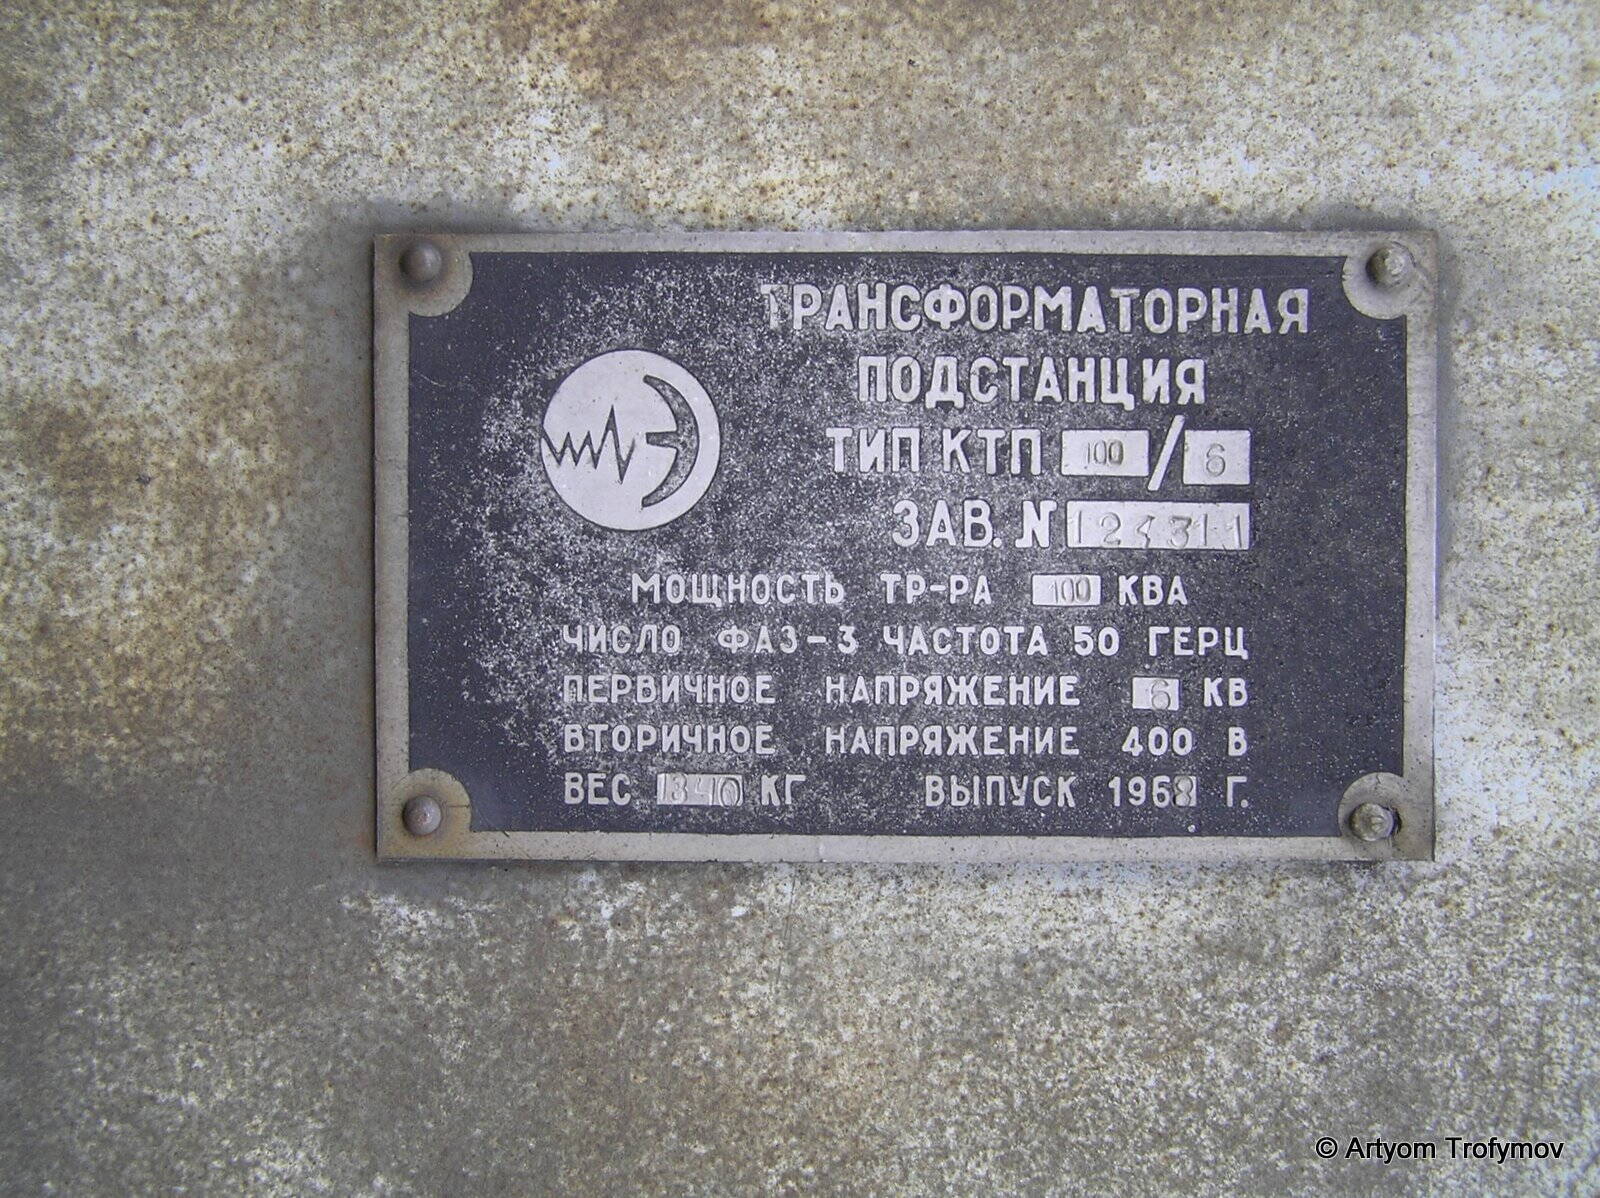 ТРАНСФОРМАТОРНАЯ
ПОДСТАНЦИЯ
ТИП КТП 100/6
ЗАВ. N 124311
МОЩНОСТЬ ТР-РА 100 КВА
ЧИСЛО ФАЗ-3 ЧАСТОТА 50 ГЕРЦ
ПЕРВИЧНОЕ НАПРЯЖЕНИЕ 6 КВ
ВТОРИЧНОЕ НАПРЯЖЕНИЕ 400 В
ВЕС 1340 КГ ВЫПУСК 1968 Г.
© Artyom Trofymov